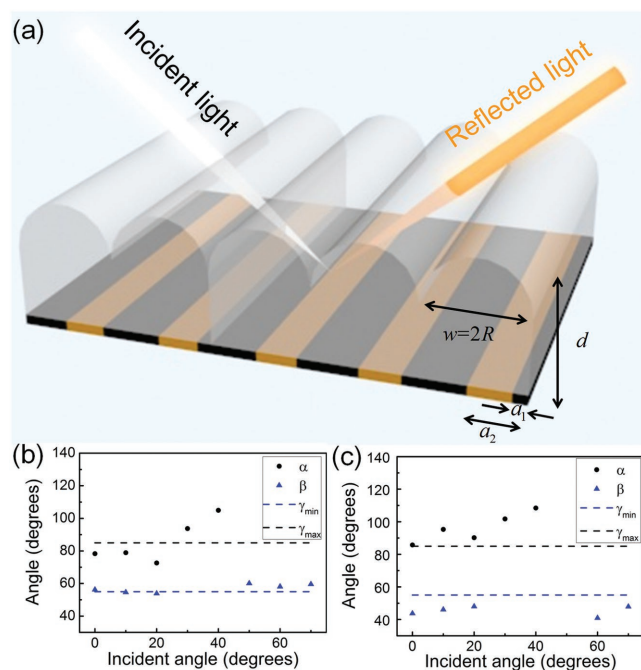 (a)
Incident light
Reflected light
w=2R
d
a₁
a₂
(b)
140
120
100
80
60
40
Angle (degrees)
0 20 40 60
Incident angle (degrees)
α
β
γmin
γmax
(c)
140
120
100
80
60
40
Angle (degrees)
0 20 40 60
Incident angle (degrees)
α
β
γmin
γmax